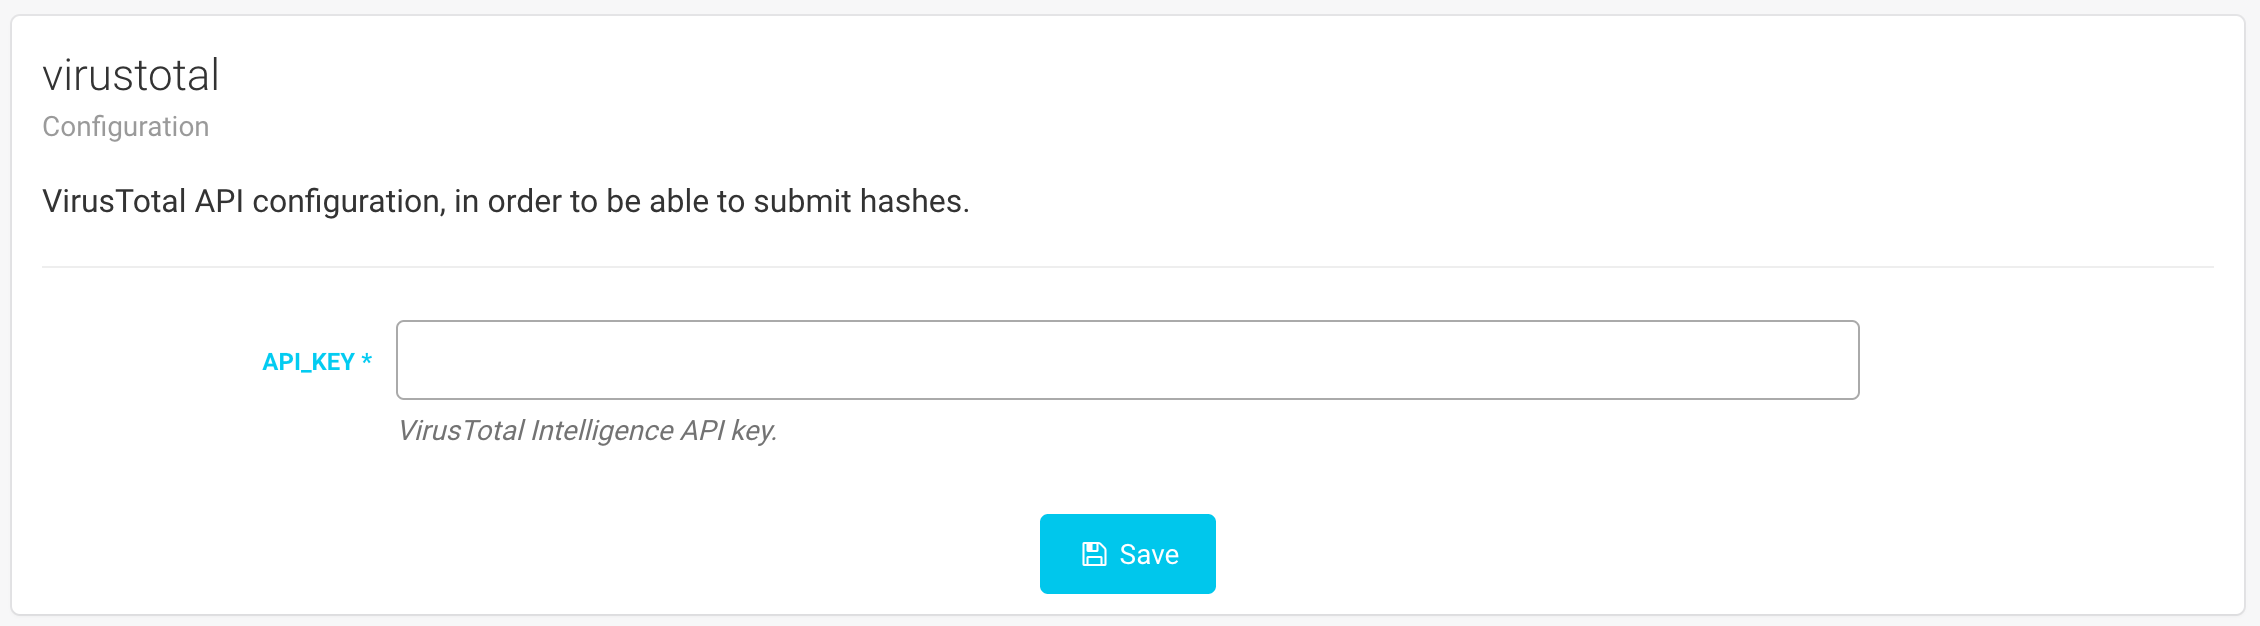 virustotal
Configuration
VirusTotal API configuration, in order to be able to submit hashes.
API_KEY *
VirusTotal Intelligence API key.
Save